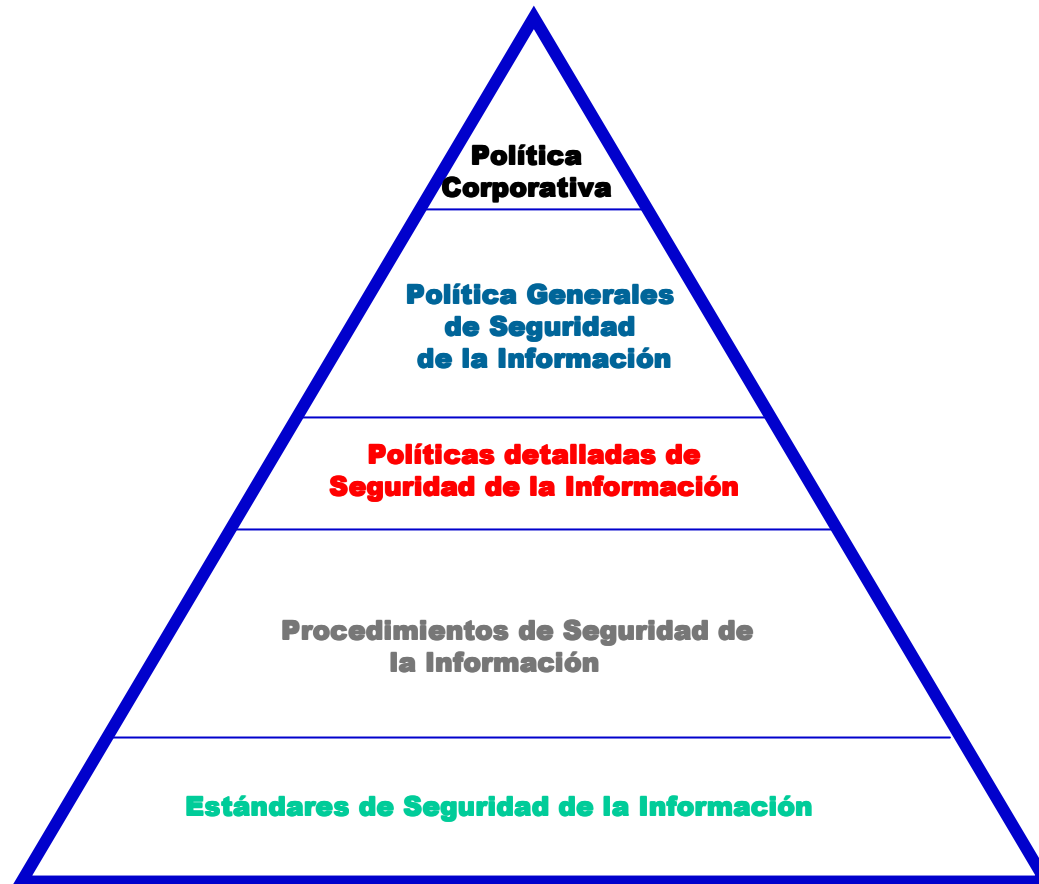 Política
Corporativa
Política Generales
de Seguridad
de la Información
Políticas detalladas de
Seguridad de la Información
Procedimientos de Seguridad de
la Información
Estándares de Seguridad de la Información